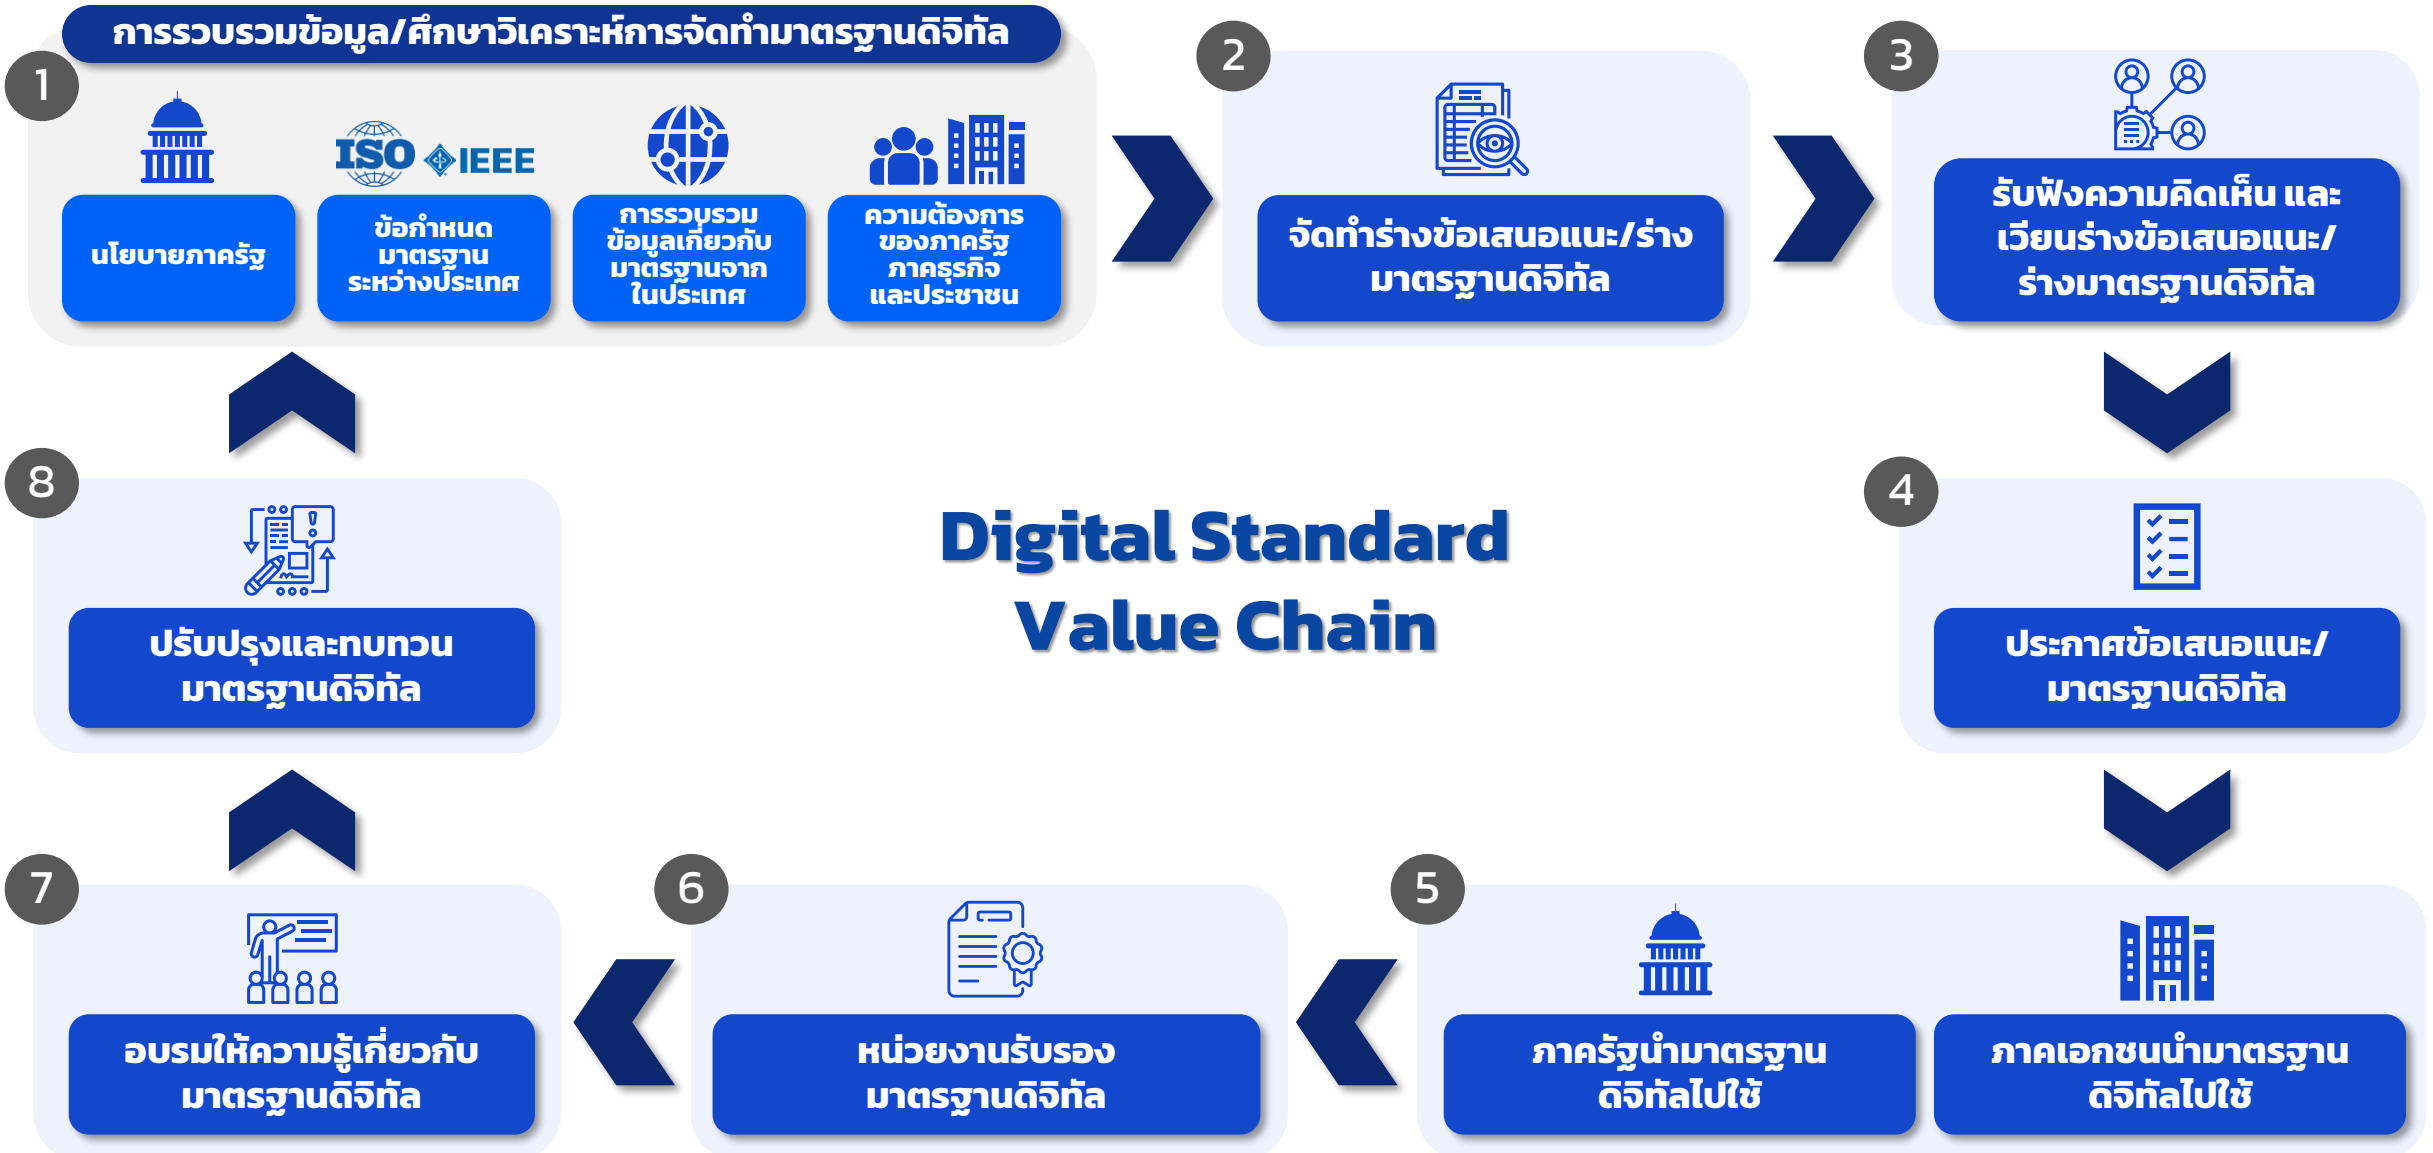 การรวบรวมข้อมูล/ศึกษาวิเคราะห์การจัดทำมาตรฐานดิจิทัล
1
ISO IEEE
นโยบายภาครัฐ
ข้อกำหนด
มาตรฐาน
ระหว่างประเทศ
การรวบรวม
ข้อมูลเกี่ยวกับ
มาตรฐานจาก
ในประเทศ
ความต้องการ
ของภาครัฐ
ภาคธุรกิจ
และประชาชน
2
จัดทำร่างข้อเสนอแนะ/ร่าง
มาตรฐานดิจิทัล
3
รับฟังความคิดเห็น และ
เวียนร่างข้อเสนอแนะ/
ร่างมาตรฐานดิจิทัล
8
ปรับปรุงและทบทวน
มาตรฐานดิจิทัล
Digital Standard
Value Chain
4
ประกาศข้อเสนอแนะ/
มาตรฐานดิจิทัล
7
อบรมให้ความรู้เกี่ยวกับ
มาตรฐานดิจิทัล
6
หน่วยงานรับรอง
มาตรฐานดิจิทัล
5
ภาครัฐนำมาตรฐาน
ดิจิทัลไปใช้
ภาคเอกชนนำมาตรฐาน
ดิจิทัลไปใช้